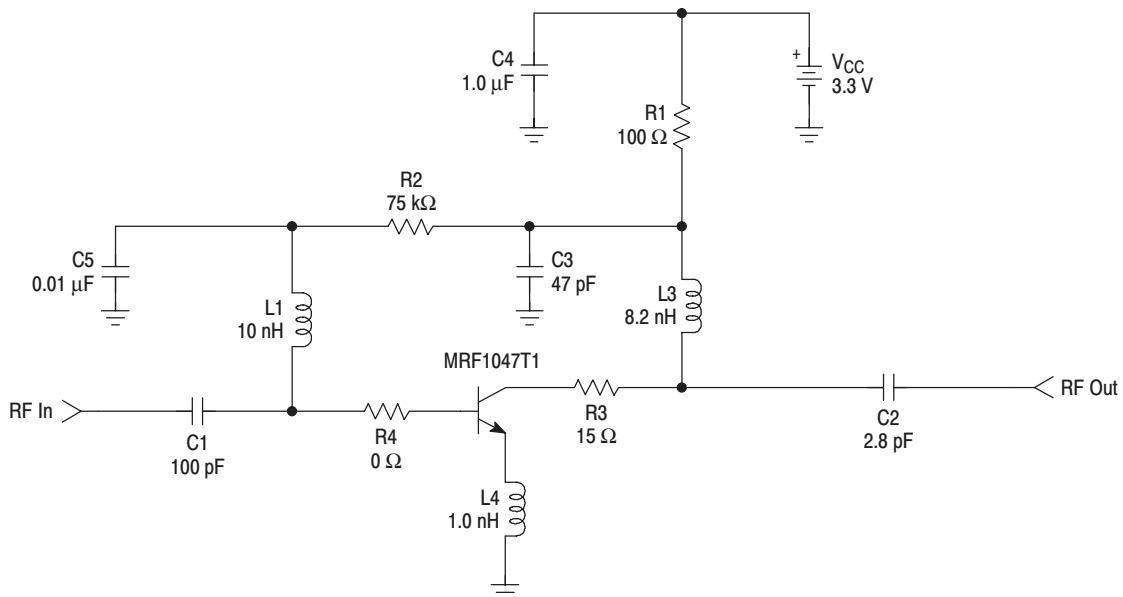 C4
1.0 μF
+
VCC
3.3 V
R1
100 Ω
R2
75 kΩ
C5
0.01 μF
C3
47 pF
L1
10 nH
L3
8.2 nH
MRF1047T1
RF In
C1
100 pF
R4
0 Ω
R3
15 Ω
C2
2.8 pF
RF Out
L4
1.0 nH